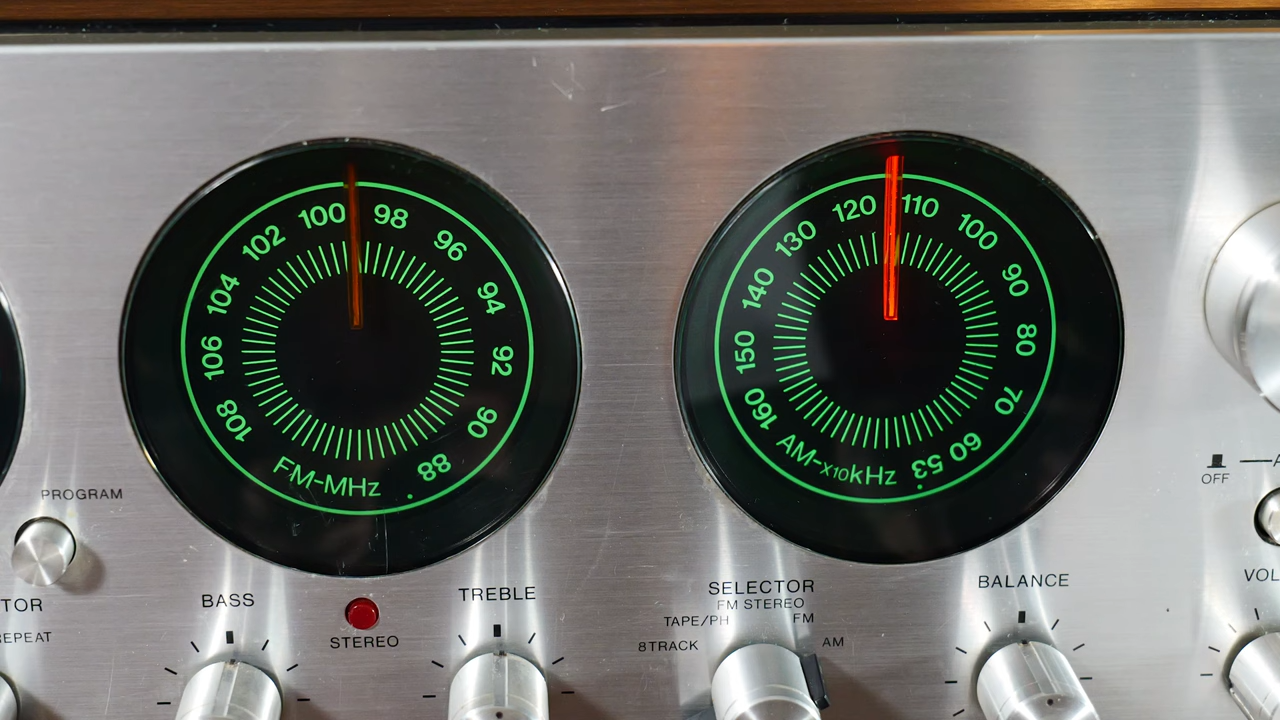 100
98
102
96
104
94
106
92
108
90
88
FM-MHz
120
110
130
100
140
90
150
80
160
70
60
53
AM-x10kHz
OFF
PROGRAM
BASS
STEREO
TREBLE
SELECTOR
FM STEREO
TAPE/PH
FM
8TRACK
AM
BALANCE
TOR
REPEAT
VOL